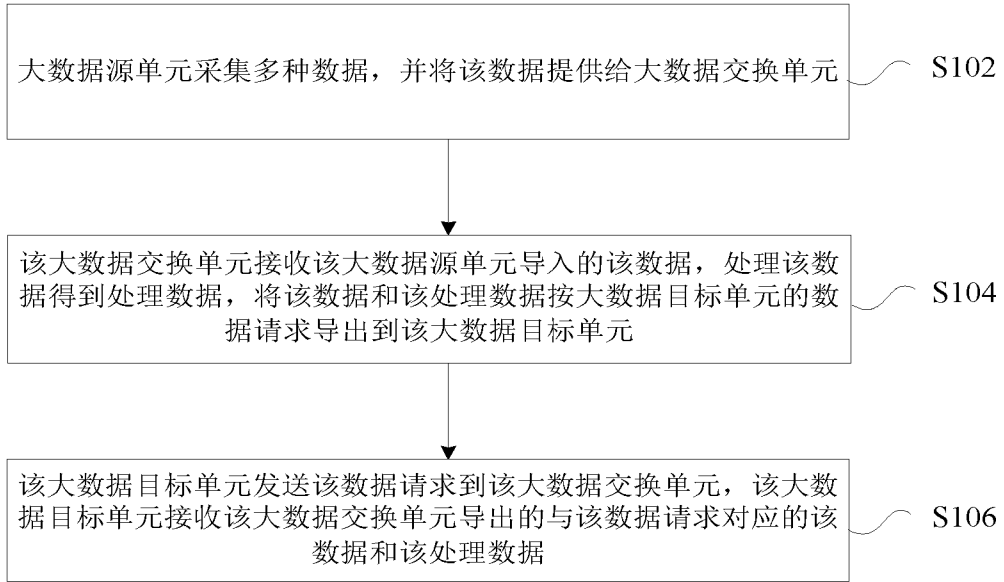 大数据源单元采集多种数据，并将该数据提供给大数据交换单元
S102
该大数据交换单元接收该大数据源单元导入的该数据，处理该数
据得到处理数据，将该数据和该处理数据按大数据目标单元的数
据请求导出到该大数据目标单元
S104
该大数据目标单元发送该数据请求到该大数据交换单元，该大数
据目标单元接收该大数据交换单元导出的与该数据请求对应的该
数据和该处理数据
S106